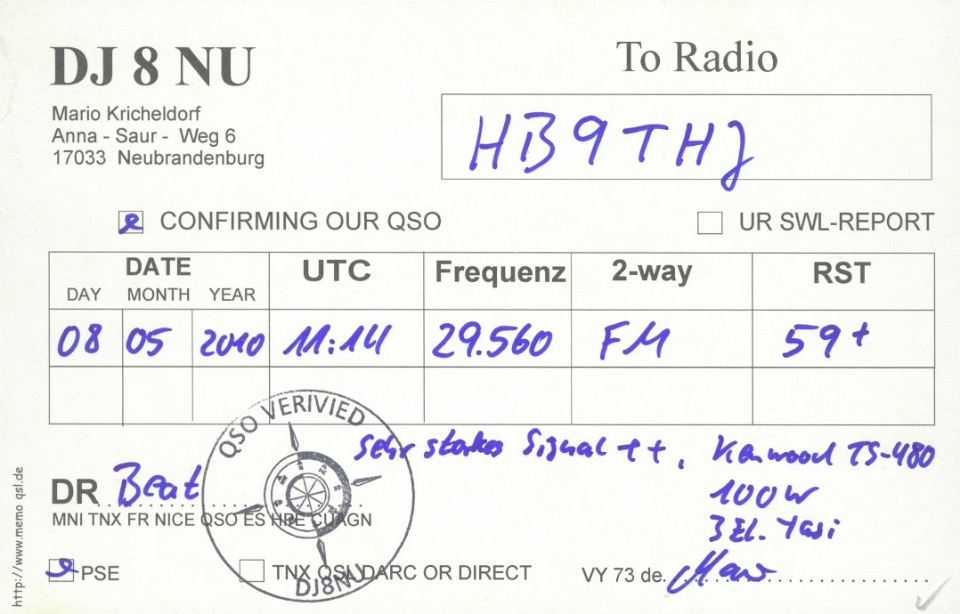 DJ 8 NU
To Radio
Mario Kricheldorf
Anna - Saur - Weg 6
17033 Neubrandenburg
HB9THJ
CONFIRMING OUR QSO
UR SWL-REPORT
DATE UTC Frequenz 2-way RST
DAY MONTH YEAR
08 05 2010 11:14 29.560 FM 59+
QSO VERIVIED
Sehr starkes Signal ++, Kenwood TS-480
100W
3 El. Yagi
DR Beat
MNI TNX FR NICE QSO ES HPE CUAGN
PSE
TNX QSL DARC OR DIRECT
DJ8NU
VY 73 de.
http://www.memo qsl.de